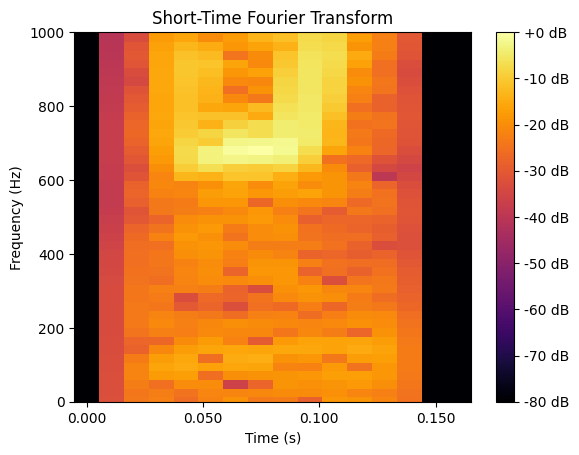 Short-Time Fourier Transform
1000
800
600
400
200
0
Frequency (Hz)
0.000
0.050
0.100
0.150
Time (s)
+0 dB
-10 dB
-20 dB
-30 dB
-40 dB
-50 dB
-60 dB
-70 dB
-80 dB